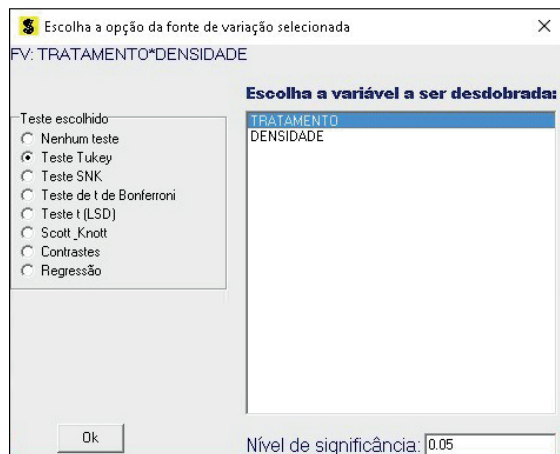 Escolha a opção da fonte de variação selecionada
FV: TRATAMENTO*DENSIDADE
Escolha a variável a ser desdobrada:
TRATAMENTO
DENSIDADE
Teste escolhido
Nenhum teste
Teste Tukey
Teste SNK
Teste de t de Bonferroni
Teste t (LSD)
Scott_Knott
Contrastes
Regressão
Ok
Nível de significância: 0.05